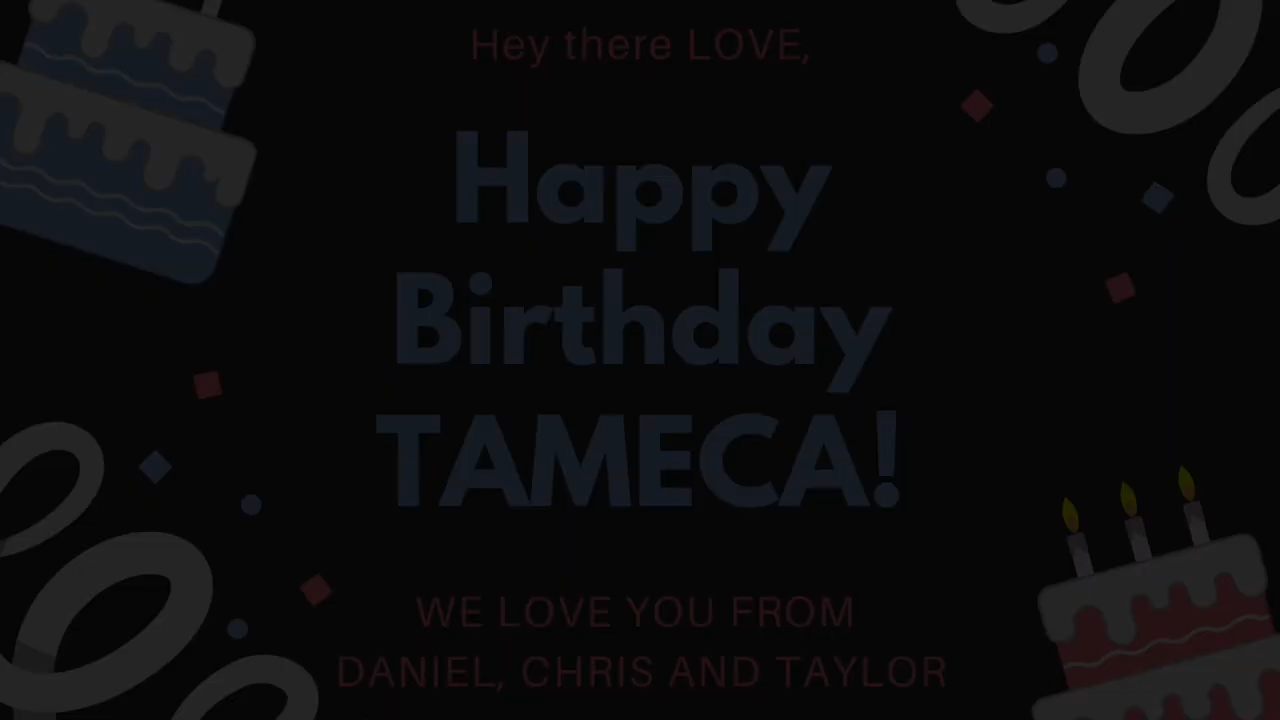 Hey there LOVE,
Happy
Birthday
TAMECA!
WE LOVE YOU FROM
DANIEL, CHRIS AND TAYLOR